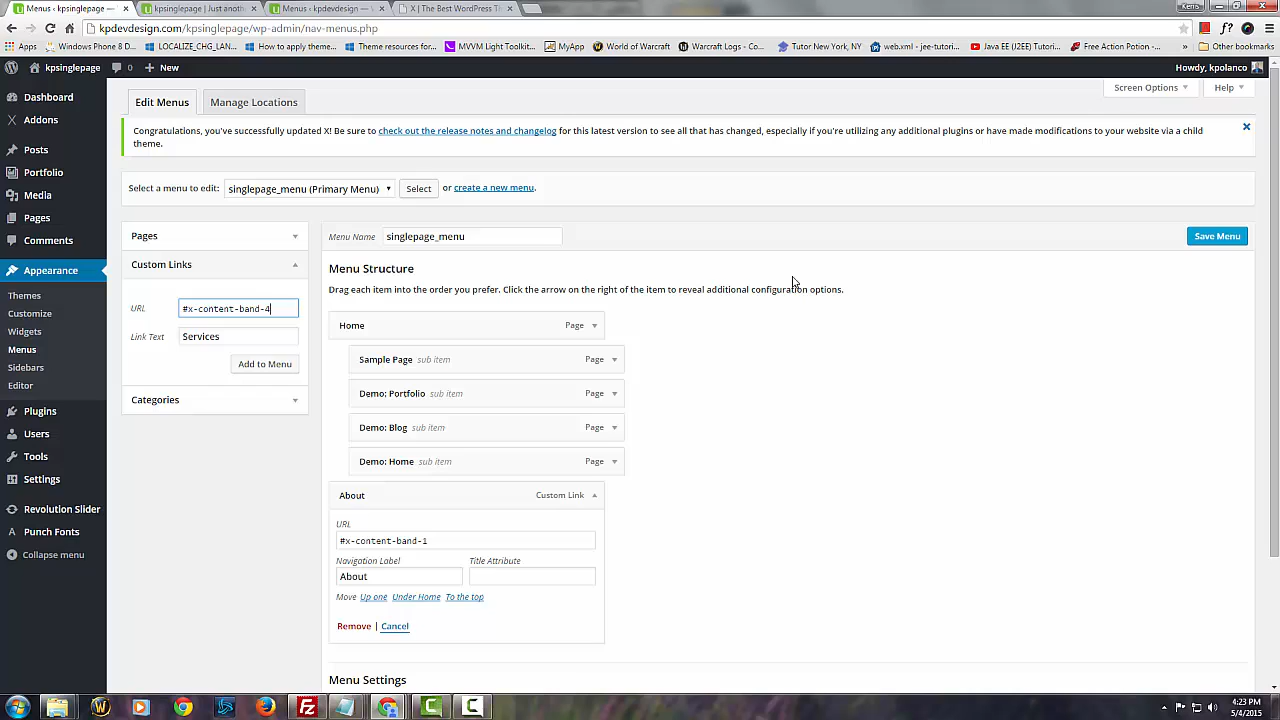 Menus ‹ kpsinglepage —
kpsinglepage | Just anoth
Menus ‹ kpdevdesign — W
X | The Best WordPress Th
Kens
kpdevdesign.com/kpsinglepage/wp-admin/nav-menus.php
Apps
Windows Phone 8 D...
LOCALIZE_CHG_LAN...
How to apply theme...
Theme resources for...
MVVM Light Toolkit...
MyApp
World of Warcraft
Warcraft Logs - Co...
Tutor New York, NY
web.xml - jee-tutori...
Java EE (J2EE) Tutori...
Free Action Potion -...
»
Other bookmarks
kpsinglepage
0
+ New
Howdy, kpolanco
Dashboard
Addons
Posts
Portfolio
Media
Pages
Comments
Appearance
Themes
Customize
Widgets
Menus
Sidebars
Editor
Plugins
Users
Tools
Settings
Revolution Slider
Punch Fonts
Collapse menu
Screen Options
Help
Edit Menus
Manage Locations
Congratulations, you've successfully updated X! Be sure to check out the release notes and changelog for this latest version to see all that has changed, especially if you're utilizing any additional plugins or have made modifications to your website via a child
theme.
Select a menu to edit: singlepage_menu (Primary Menu) Select or create a new menu.
Pages
Custom Links
URL #x-content-band-4
Link Text Services
Add to Menu
Categories
Menu Name singlepage_menu
Save Menu
Menu Structure
Drag each item into the order you prefer. Click the arrow on the right of the item to reveal additional configuration options.
Home Page
Sample Page sub item Page
Demo: Portfolio sub item Page
Demo: Blog sub item Page
Demo: Home sub item Page
About Custom Link
URL
#x-content-band-1
Navigation Label Title Attribute
About
Move Up one Under Home To the top
Remove | Cancel
Menu Settings
4:23 PM
5/4/2015